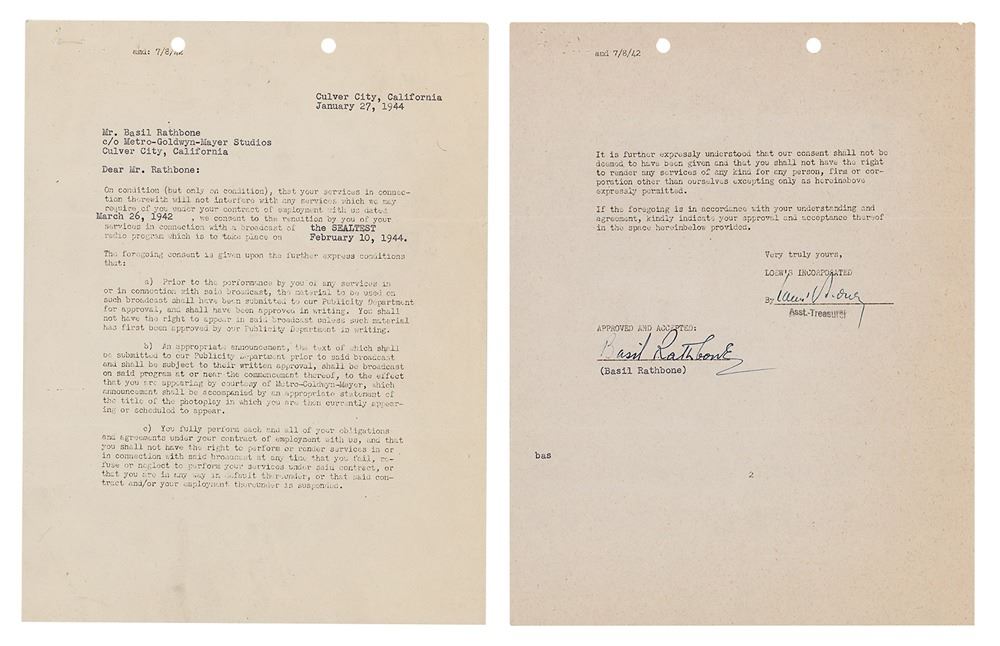 amd: 7/8/42
Culver City, California
January 27, 1944
Mr. Basil Rathbone
c/o Metro-Goldwyn-Mayer Studios
Culver City, California
Dear Mr. Rathbone:
On condition (but only on condition), that your services in connec-
tion therewith will not interfere with any services which we may
require of you under your contract of employment with us dated
March 26, 1942 , we consent to the rendition by you of your
services in connection with a broadcast of the SEALTEST
radio program which is to take place on February 10, 1944.
The foregoing consent is given upon the further express conditions
that:
a) Prior to the performance by you of any services in
or in connection with said broadcast, the material to be used on
such broadcast shall have been submitted to our Publicity Department
for approval, and shall have been approved in writing. You shall
not have the right to appear in said broadcast unless such material
has first been approved by our Publicity Department in writing.
b) An appropriate announcement, the text of which shall
be submitted to our Publicity Department prior to said broadcast
and shall be subject to their written approval, shall be broadcast
on said program at or near the commencement thereof, to the effect
that you are appearing by courtesy of Metro-Goldwyn-Mayer, which
announcement shall be accompanied by an appropriate statement of
the title of the photoplay in which you are then currently appear-
ing or scheduled to appear.
c) You fully perform each and all of your obligations
and agreements under your contract of employment with us, and that
you shall not have the right to perform or render services in or
in connection with said broadcast at any time that you fail, re-
fuse or neglect to perform your services under said contract, or
that you are in any way in default thereunder, or that said con-
tract and/or your employment thereunder is suspended.
amd 7/8/42
It is further expressly understood that our consent shall not be
deemed to have been given and that you shall not have the right
to render any services of any kind for any person, firm or cor-
poration other than ourselves excepting only as hereinabove
expressly permitted.
If the foregoing is in accordance with your understanding and
agreement, kindly indicate your approval and acceptance thereof
in the space hereinbelow provided.
Very truly yours,
LOEW'S INCORPORATED
By
Asst.-Treasurer
APPROVED AND ACCEPTED:
Basil Rathbone
(Basil Rathbone)
bas
2